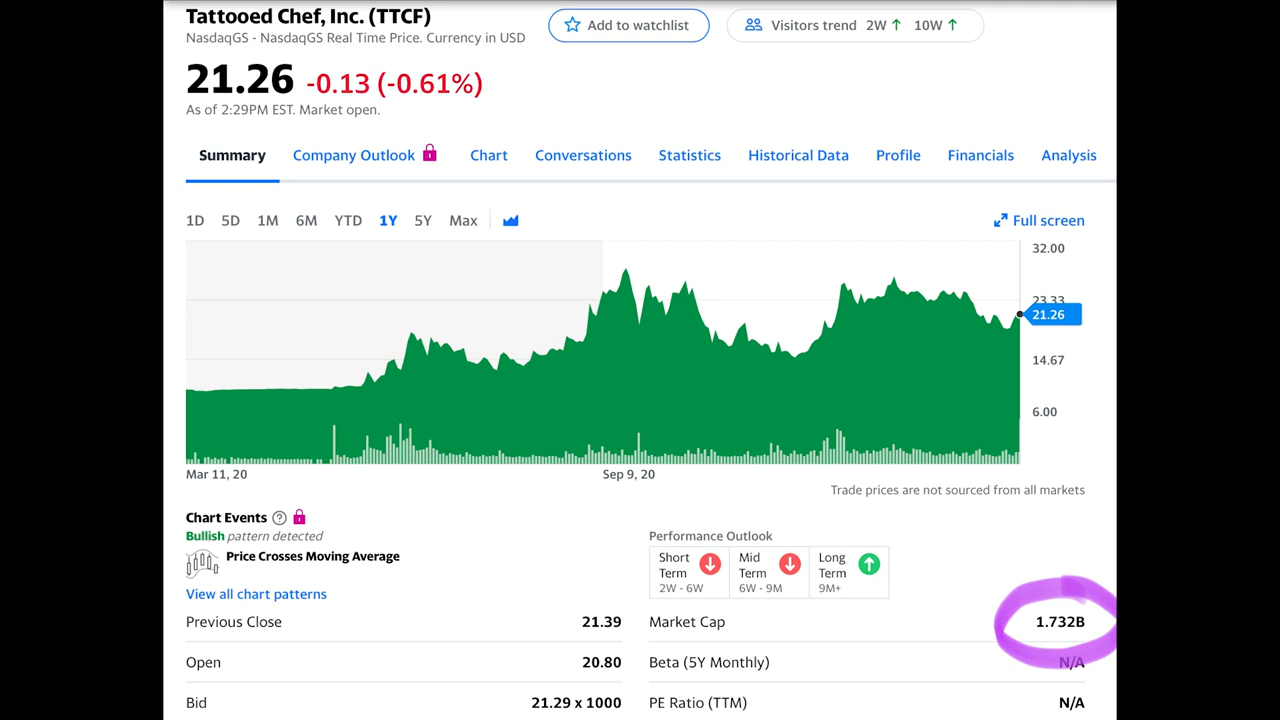 Tattooed Chef, Inc. (TTCF)
NasdaqGS - NasdaqGS Real Time Price. Currency in USD
Add to watchlist
Visitors trend 2W ↑ 10W ↑
21.26 -0.13 (-0.61%)
As of 2:29PM EST. Market open.
Summary Company Outlook Chart Conversations Statistics Historical Data Profile Financials Analysis
1D 5D 1M 6M YTD 1Y 5Y Max Full screen
32.00
23.33
21.26
14.67
6.00
Mar 11, 20 Sep 9, 20
Trade prices are not sourced from all markets
Chart Events ?
Bullish pattern detected
Price Crosses Moving Average
View all chart patterns
Performance Outlook
Short Term 2W - 6W
Mid Term 6W - 9M
Long Term 9M+
Previous Close 21.39
Market Cap 1.732B
Open 20.80
Beta (5Y Monthly) N/A
Bid 21.29 x 1000
PE Ratio (TTM) N/A